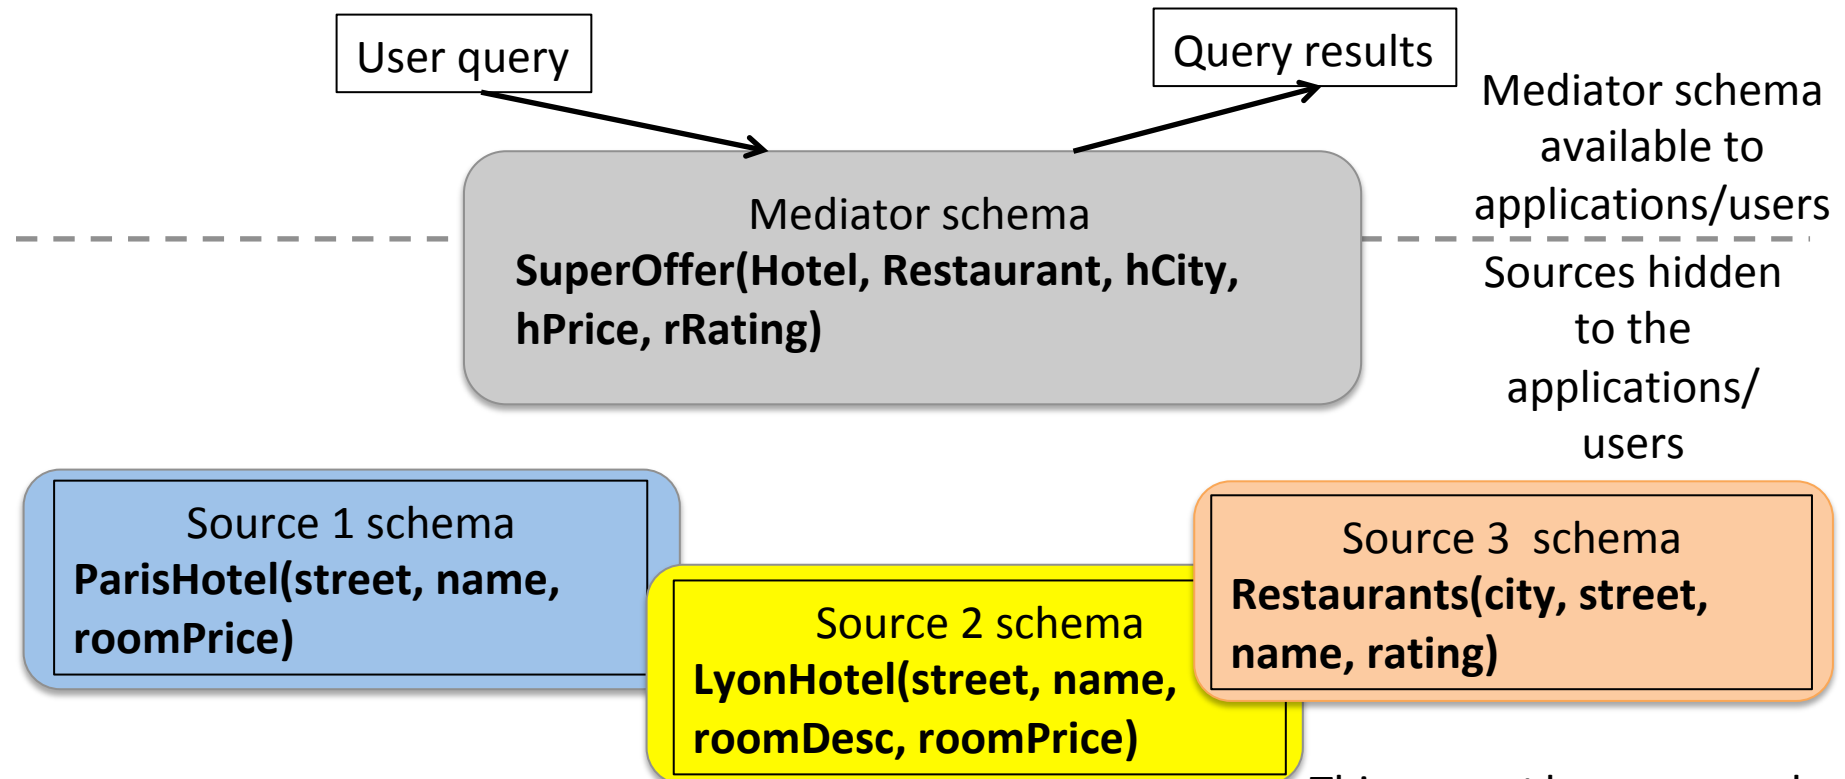 User query
Query results
Mediator schema
available to
applications/users
Mediator schema
SuperOffer(Hotel, Restaurant, hCity,
hPrice, rRating)
Sources hidden
to the
applications/
users
Source 1 schema
ParisHotel(street, name,
roomPrice)
Source 2 schema
LyonHotel(street, name,
roomDesc, roomPrice)
Source 3 schema
Restaurants(city, street,
name, rating)